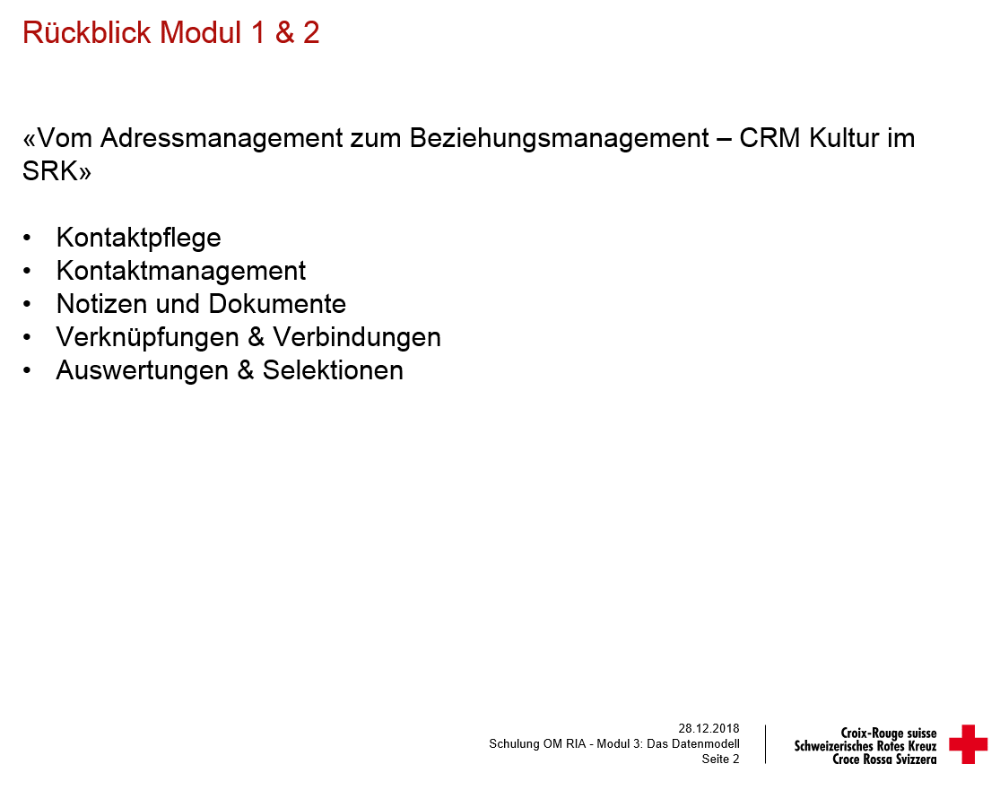 Rückblick Modul 1 & 2
«Vom Adressmanagement zum Beziehungsmanagement – CRM Kultur im
SRK»
• Kontaktpflege
• Kontaktmanagement
• Notizen und Dokumente
• Verknüpfungen & Verbindungen
• Auswertungen & Selektionen
28.12.2018
Schulung OM RIA - Modul 3: Das Datenmodell
Seite 2
Croix-Rouge suisse
Schweizerisches Rotes Kreuz
Croce Rossa Svizzera